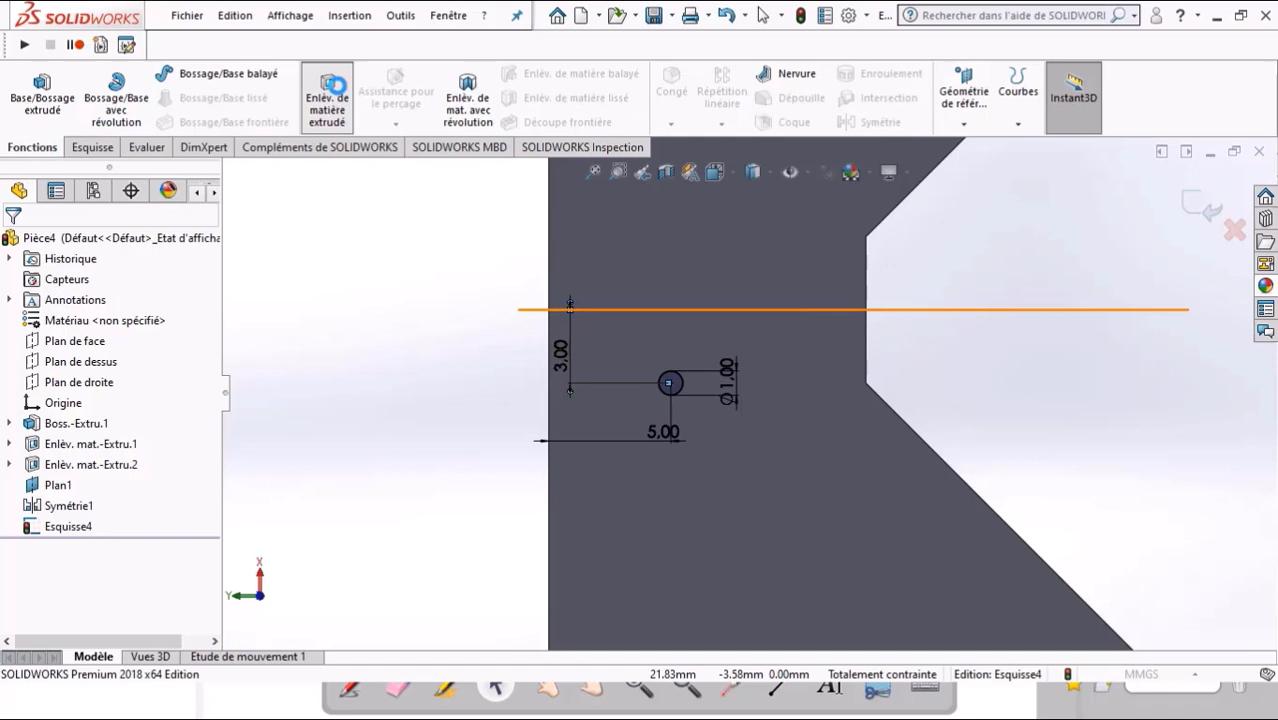 SOLIDWORKS
Fichier Edition Affichage Insertion Outils Fenêtre ?
E... Rechercher dans l'aide de SOLIDWORI ?
Base/Bossage extrudé
Bossage/Base avec révolution
Bossage/Base balayé
Bossage/Base lissé
Bossage/Base frontière
Enlèv. de matière extrudé
Assistance pour le perçage
Enlèv. de mat. avec révolution
Enlèv. de matière balayé
Enlèv. de matière lissé
Découpe frontière
Congé
Répétition linéaire
Nervure
Dépouille
Coque
Enroulement
Intersection
Symétrie
Géométrie de référ...
Courbes
Instant3D
Fonctions Esquisse Evaluer DimXpert Compléments de SOLIDWORKS SOLIDWORKS MBD SOLIDWORKS Inspection
Pièce4 (Défaut<<Défaut>_Etat d'afficha
Historique
Capteurs
Annotations
Matériau <non spécifié>
Plan de face
Plan de dessus
Plan de droite
Origine
Boss.-Extru.1
Enlèv. mat.-Extru.1
Enlèv. mat.-Extru.2
Plan1
Symétrie1
Esquisse4
3,00
∅1,00
5,00
X
Y
Modèle Vues 3D Etude de mouvement 1
SOLIDWORKS Premium 2018 x64 Edition 21.83mm -3.58mm 0.00mm Totalement contrainte Edition: Esquisse4 MMGS